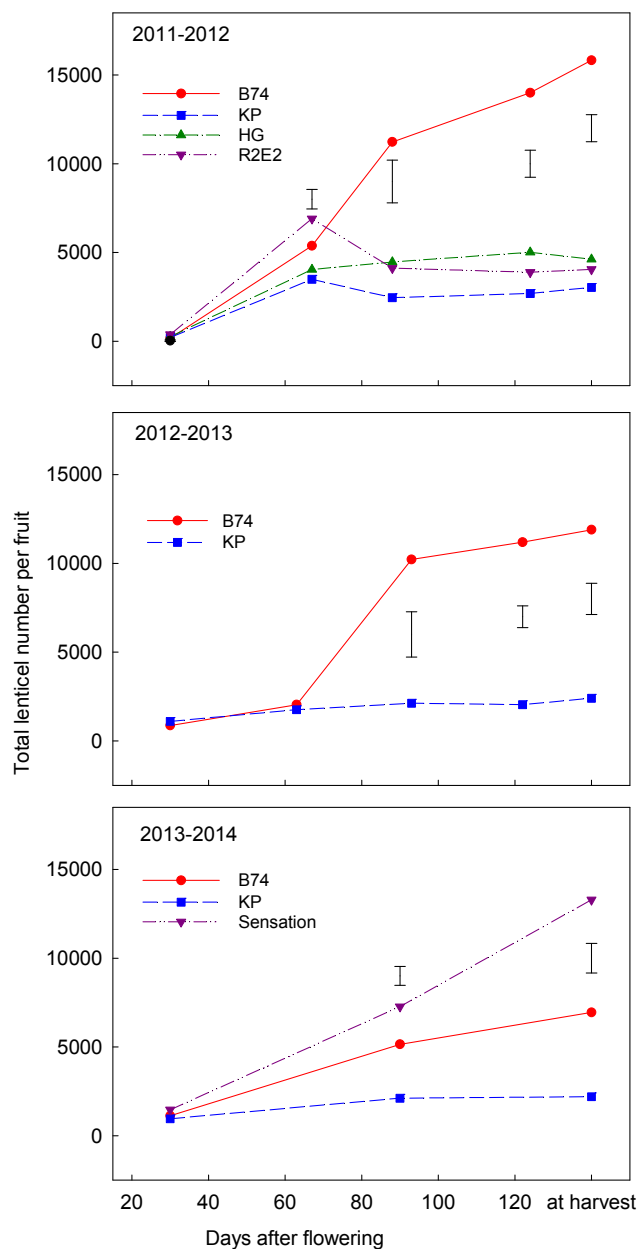 2011-2012
B74
KP
HG
R2E2
15000
10000
5000
0
2012-2013
B74
KP
15000
10000
5000
0
Total lenticel number per fruit
2013-2014
B74
KP
Sensation
15000
10000
5000
0
20 40 60 80 100 120 at harvest
Days after flowering